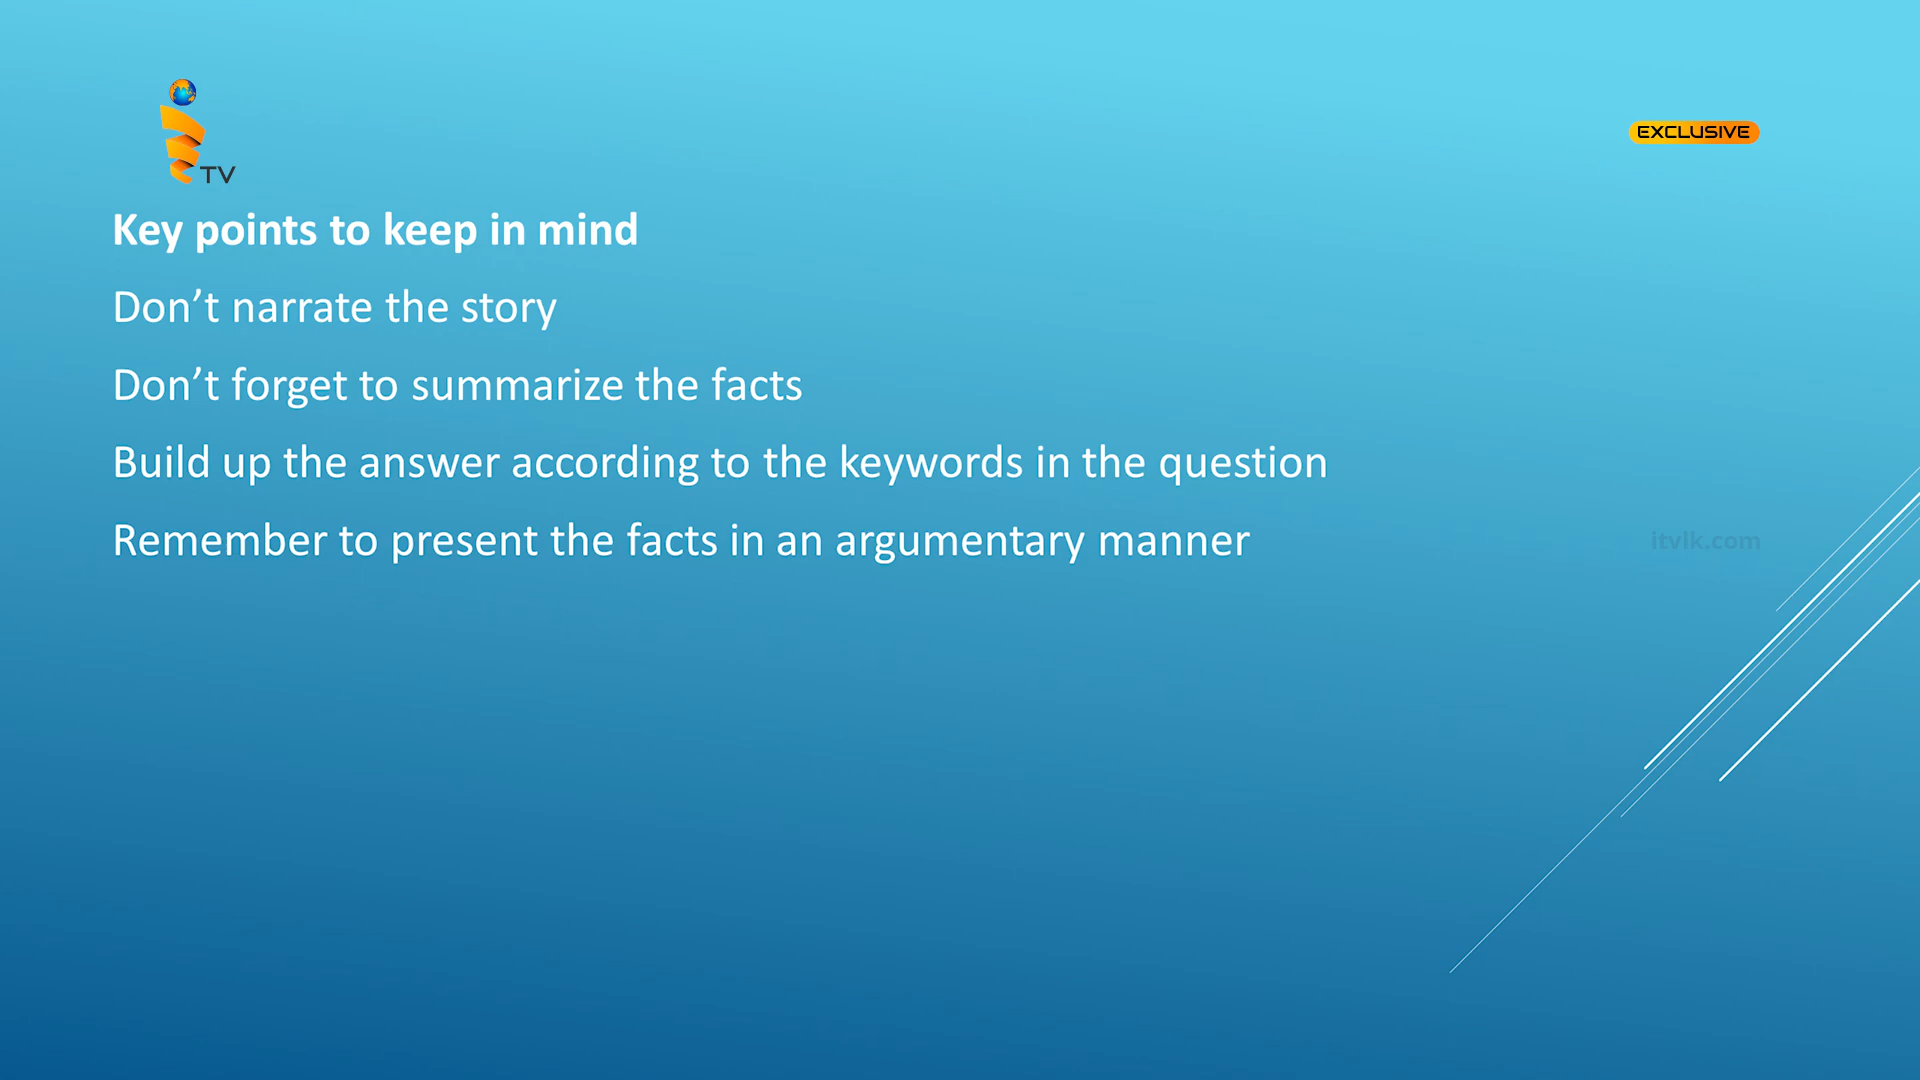 TV
EXCLUSIVE
Key points to keep in mind
Don’t narrate the story
Don’t forget to summarize the facts
Build up the answer according to the keywords in the question
Remember to present the facts in an argumentary manner
itvlk.com